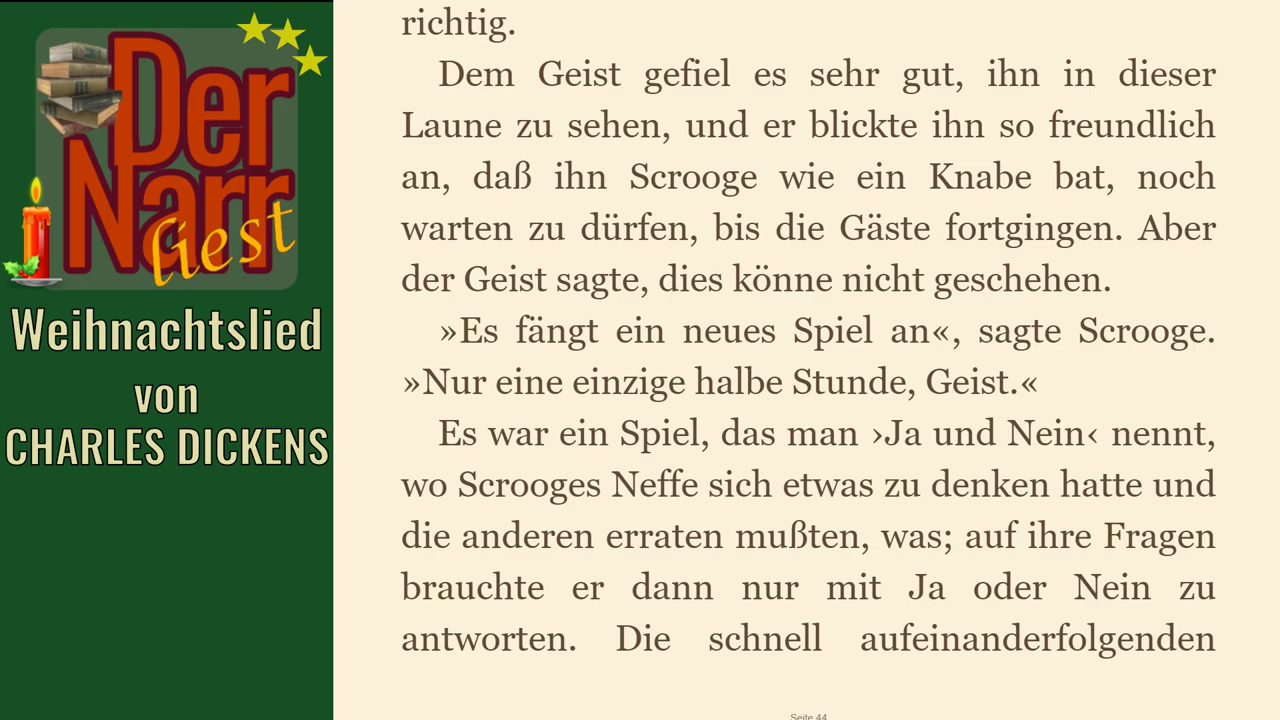 Der
Narr
liest
Weihnachtslied
von
CHARLES DICKENS
richtig.
Dem Geist gefiel es sehr gut, ihn in dieser
Laune zu sehen, und er blickte ihn so freundlich
an, daß ihn Scrooge wie ein Knabe bat, noch
warten zu dürfen, bis die Gäste fortgingen. Aber
der Geist sagte, dies könne nicht geschehen.
»Es fängt ein neues Spiel an«, sagte Scrooge.
»Nur eine einzige halbe Stunde, Geist.«
Es war ein Spiel, das man ›Ja und Nein‹ nennt,
wo Scrooges Neffe sich etwas zu denken hatte und
die anderen erraten mußten, was; auf ihre Fragen
brauchte er dann nur mit Ja oder Nein zu
antworten. Die schnell aufeinanderfolgenden
Seite 44